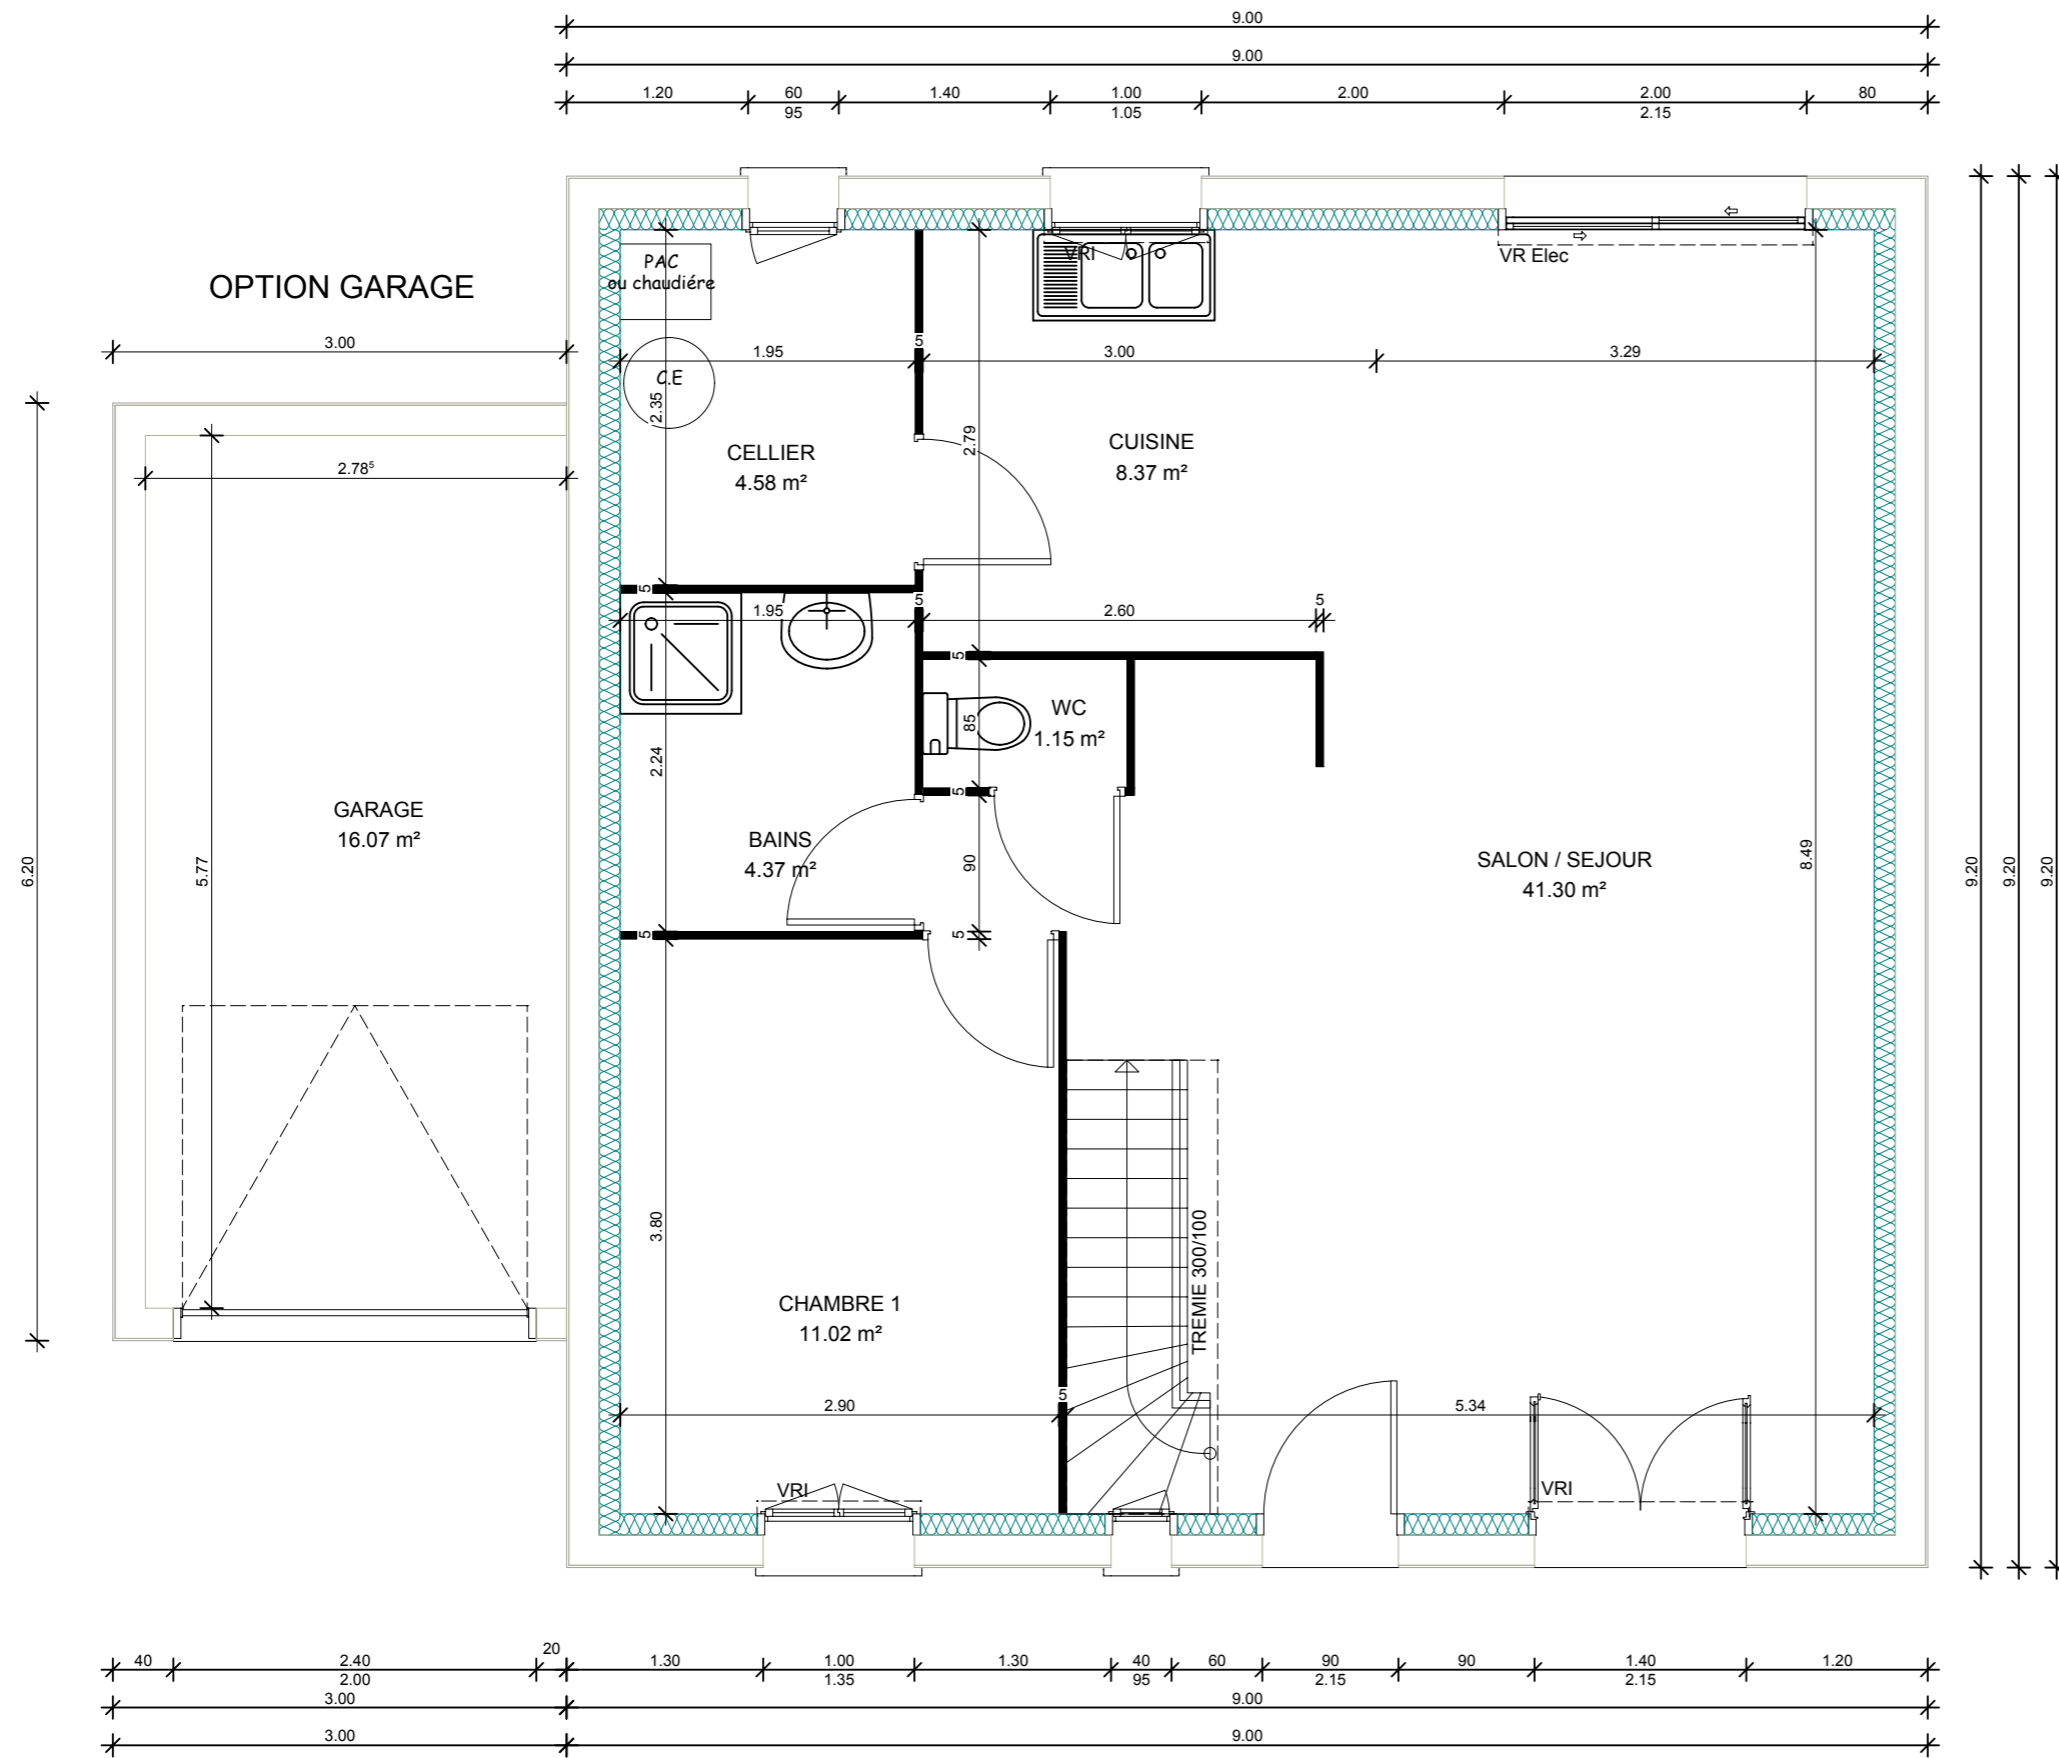 9.00
9.00
1.20 60 1.40 1.00 2.00 2.00 80
95 1.05 2.15
VRI
VR Elec
PAC
ou chaudiére
OPTION GARAGE
3.00
1.95 5 3.00 3.29
C.E
2.35
2.79
CELLIER
4.58 m²
CUISINE
8.37 m²
2.78⁵
5
1.95 5 2.60 5
5
WC
1.15 m²
85
2.24
5
GARAGE
16.07 m²
BAINS
4.37 m²
90
SALON / SEJOUR
41.30 m²
8.49
6.20
5.77
9.20
9.20
9.20
5
5
3.80
TREMIE 300/100
CHAMBRE 1
11.02 m²
2.90 5 5.34
VRI
VRI
40 2.40 20 1.30 1.00 1.30 40 60 90 90 1.40 1.20
2.00 1.35 95 2.15 2.15
3.00 9.00
3.00 9.00